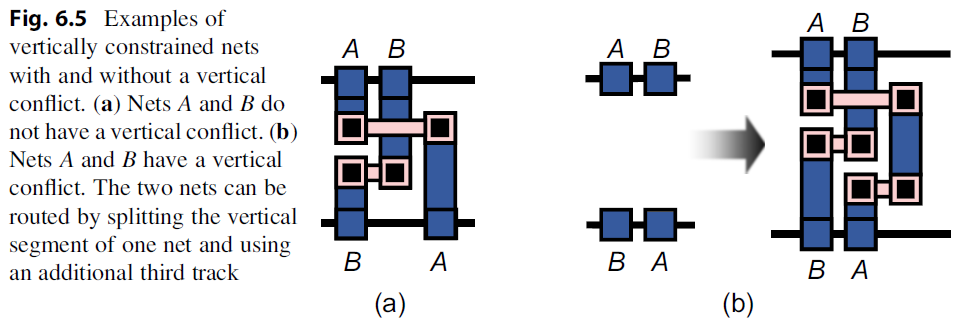 Fig. 6.5 Examples of
vertically constrained nets
with and without a vertical
conflict. (a) Nets A and B do
not have a vertical conflict. (b)
Nets A and B have a vertical
conflict. The two nets can be
routed by splitting the vertical
segment of one net and using
an additional third track
A B
B A
(a)
A B
B A
A B
B A
(b)